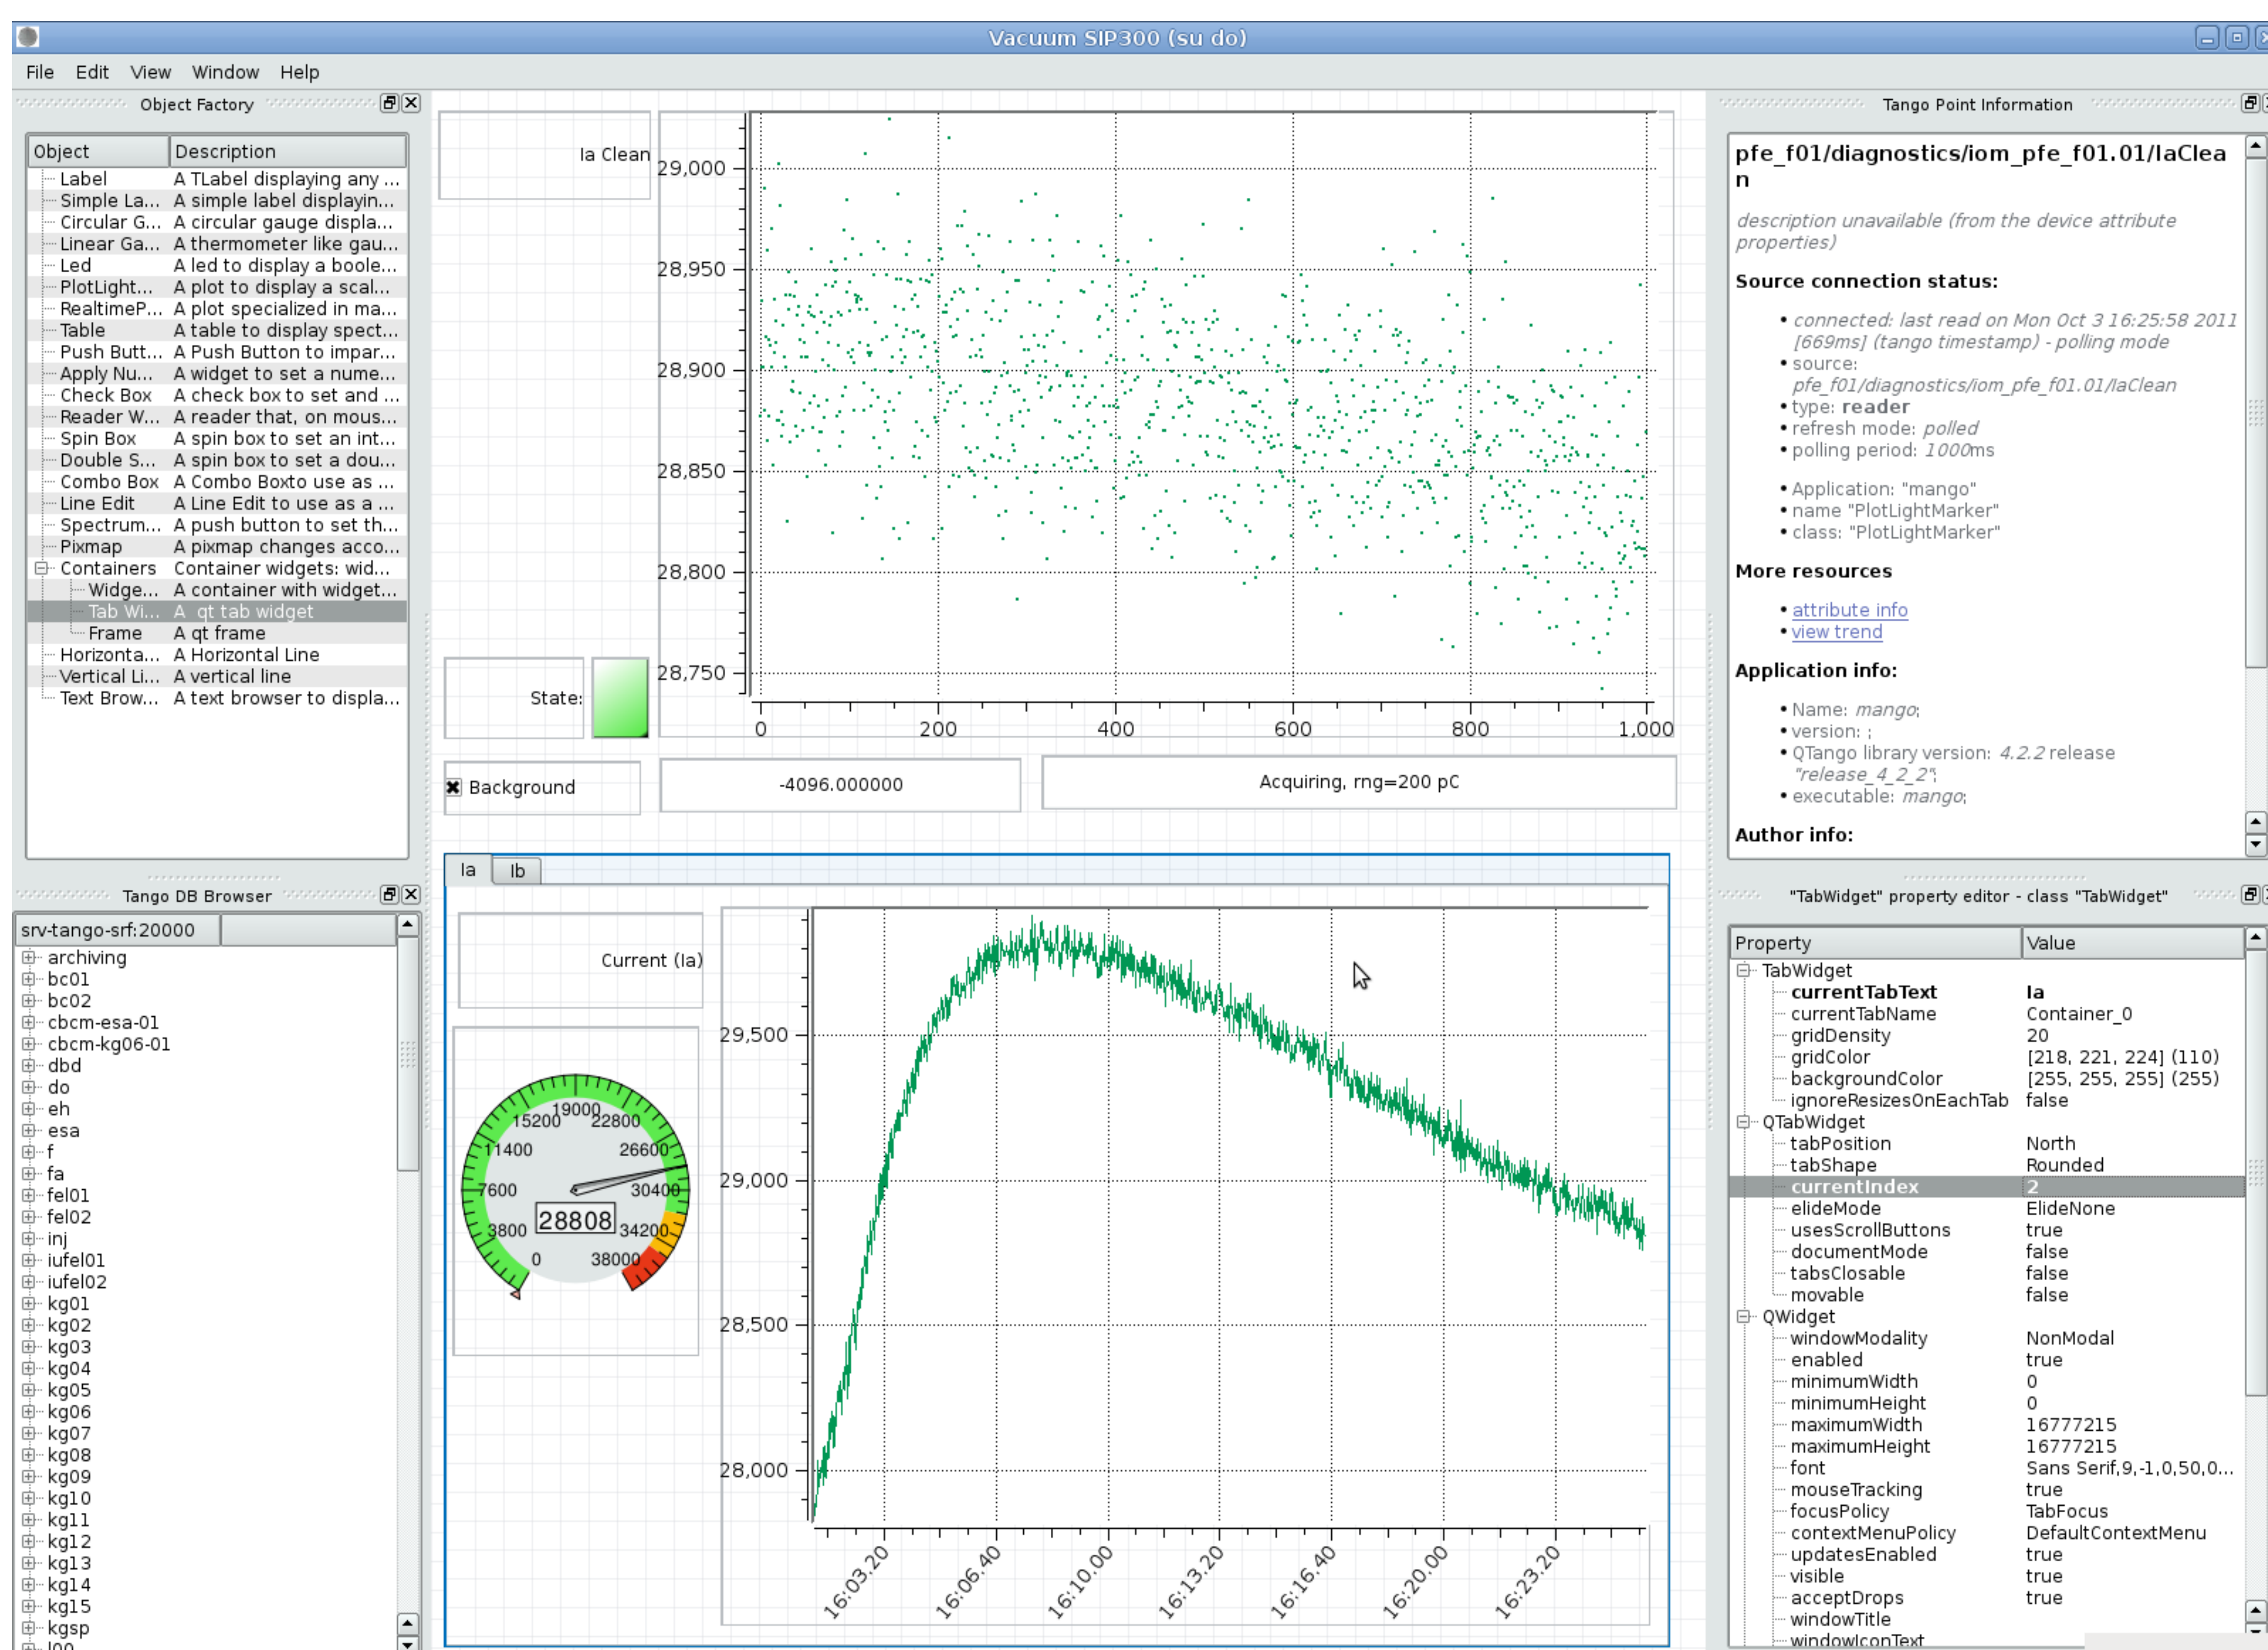 Vacuum SIP300 (su do)
File Edit View Window Help
Object Factory
Object Description
Label A TLabel displaying any ...
Simple La... A simple label displayin...
Circular G... A circular gauge displa...
Linear Ga... A thermometer like gau...
Led A led to display a boole...
PlotLight... A plot to display a scal...
RealtimeP... A plot specialized in ma...
Table A table to display spect...
Push Butt... A Push Button to impar...
Apply Nu... A widget to set a nume...
Check Box A check box to set and ...
Reader W... A reader that, on mous...
Spin Box A spin box to set an int...
Double S... A spin box to set a dou...
Combo Box A Combo Boxto use as ...
Line Edit A Line Edit to use as a ...
Spectrum... A push button to set th...
Pixmap A pixmap changes acco...
Containers Container widgets: wid...
Widge... A container with widget...
Tab Wi... A qt tab widget
Frame A qt frame
Horizonta... A Horizontal Line
Vertical Li... A vertical line
Text Brow... A text browser to displa...
Tango DB Browser
srv-tango-srf:20000
archiving
bc01
bc02
cbcm-esa-01
cbcm-kg06-01
dbd
do
eh
esa
f
fa
fel01
fel02
inj
iufel01
iufel02
kg01
kg02
kg03
kg04
kg05
kg06
kg07
kg08
kg09
kg10
kg11
kg12
kg13
kg14
kg15
kgsp
l00
Ia Clean
29,000
28,950
28,900
28,850
28,800
28,750
0 200 400 600 800 1,000
State:
Background
-4096.000000
Acquiring, rng=200 pC
Ia Ib
Current (Ia)
19000
15200 22800
11400 26600
7600 30400
28808
3800 34200
0 38000
29,500
29,000
28,500
28,000
16:03.20 16:06.40 16:10.00 16:13.20 16:16.40 16:20.00 16:23.20
Tango Point Information
pfe_f01/diagnostics/iom_pfe_f01.01/IaClea
n
description unavailable (from the device attribute
properties)
Source connection status:
• connected: last read on Mon Oct 3 16:25:58 2011
[669ms] (tango timestamp) - polling mode
• source:
pfe_f01/diagnostics/iom_pfe_f01.01/IaClean
• type: reader
• refresh mode: polled
• polling period: 1000ms
• Application: "mango"
• name "PlotLightMarker"
• class: "PlotLightMarker"
More resources
• attribute info
• view trend
Application info:
• Name: mango;
• version: ;
• QTango library version: 4.2.2 release
"release_4_2_2";
• executable: mango;
Author info:
"TabWidget" property editor - class "TabWidget"
Property Value
TabWidget
currentTabText Ia
currentTabName Container_0
gridDensity 20
gridColor [218, 221, 224] (110)
backgroundColor [255, 255, 255] (255)
ignoreResizesOnEachTab false
QTabWidget
tabPosition North
tabShape Rounded
currentIndex 2
elideMode ElideNone
usesScrollButtons true
documentMode false
tabsClosable false
movable false
QWidget
windowModality NonModal
enabled true
minimumWidth 0
minimumHeight 0
maximumWidth 16777215
maximumHeight 16777215
font Sans Serif,9,-1,0,50,0...
mouseTracking true
focusPolicy TabFocus
contextMenuPolicy DefaultContextMenu
updatesEnabled true
visible true
acceptDrops true
windowTitle
windowIconText